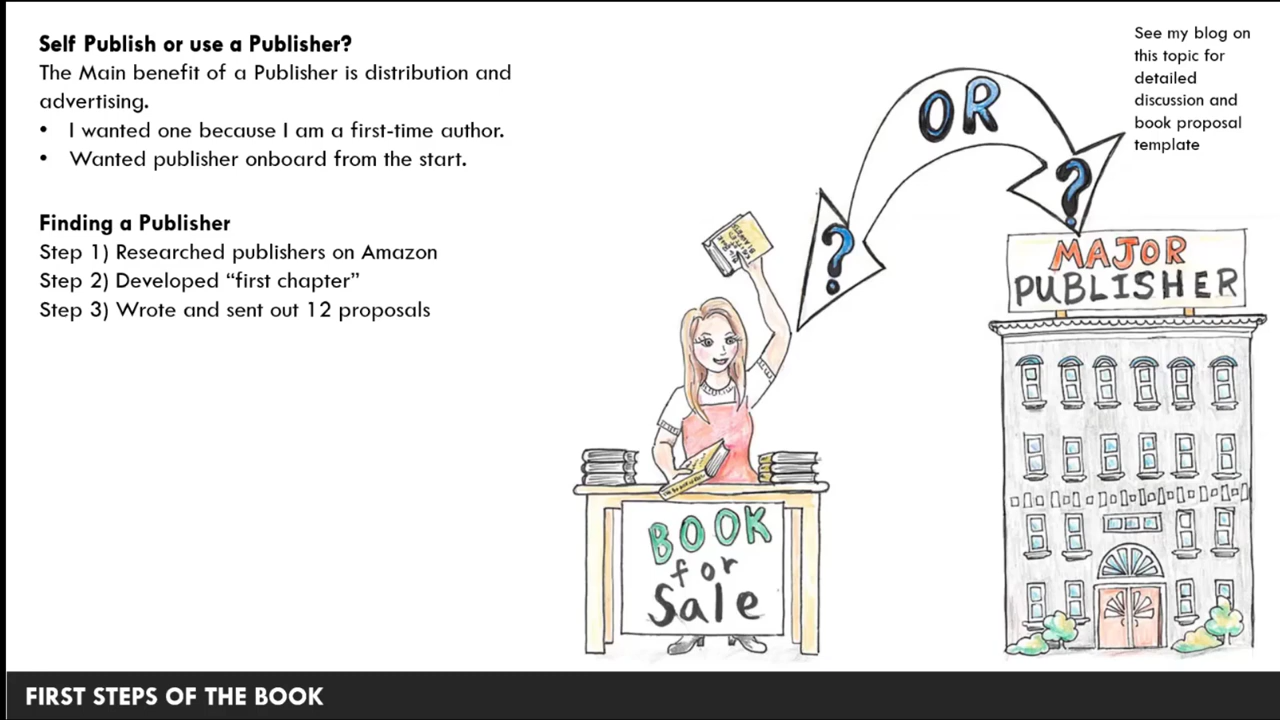 Self Publish or use a Publisher?
The Main benefit of a Publisher is distribution and
advertising.
• I wanted one because I am a first-time author.
• Wanted publisher onboard from the start.
Finding a Publisher
Step 1) Researched publishers on Amazon
Step 2) Developed “first chapter”
Step 3) Wrote and sent out 12 proposals
See my blog on
this topic for
detailed
discussion and
book proposal
template
OR
?
?
MAJOR
PUBLISHER
BOOK
for
Sale
FIRST STEPS OF THE BOOK